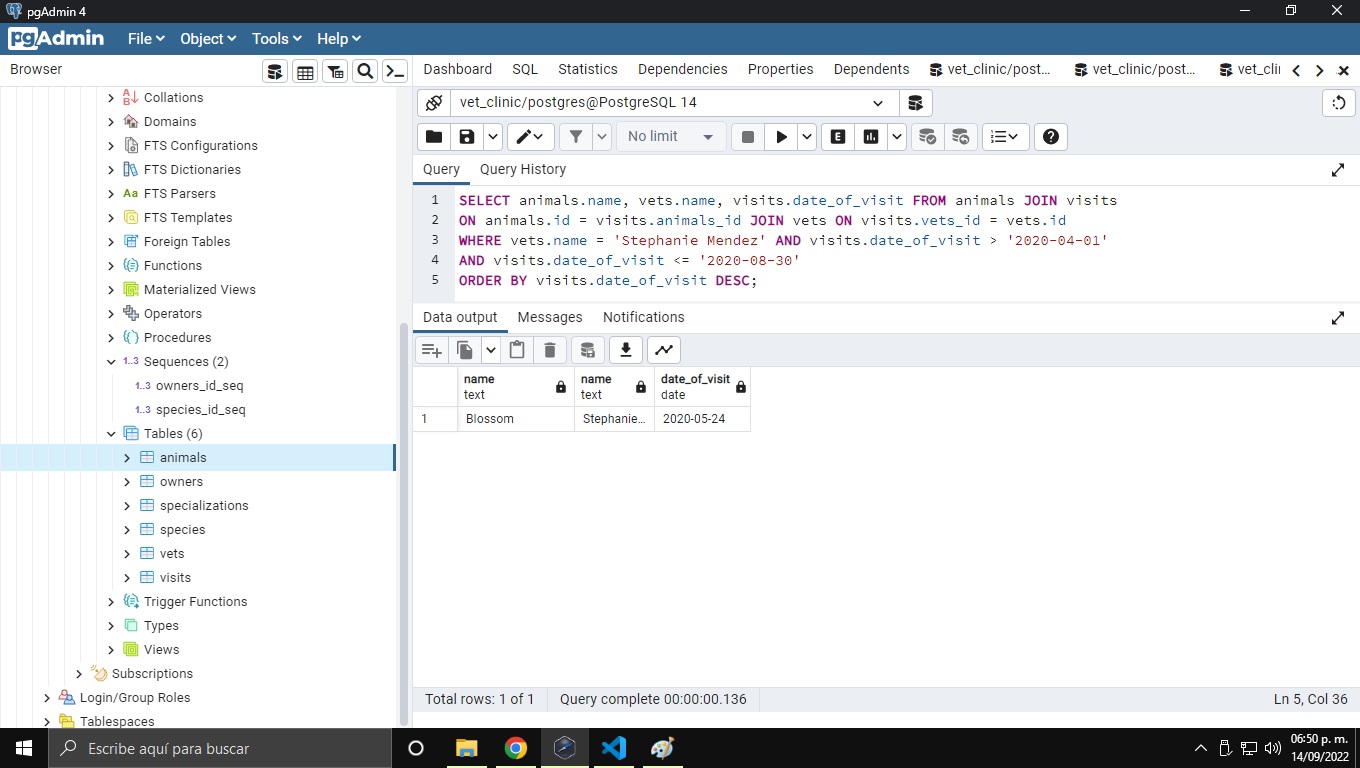 pgAdmin 4
pgAdmin File Object Tools Help
Browser
Dashboard SQL Statistics Dependencies Properties Dependents vet_clinic/post... vet_clinic/post... vet_cli
Collations
Domains
FTS Configurations
FTS Dictionaries
Aa FTS Parsers
FTS Templates
Foreign Tables
Functions
Materialized Views
Operators
Procedures
1..3 Sequences (2)
1..3 owners_id_seq
1..3 species_id_seq
Tables (6)
animals
owners
specializations
species
vets
visits
Trigger Functions
Types
Views
Subscriptions
Login/Group Roles
Tablespaces
vet_clinic/postgres@PostgreSQL 14
No limit
E
Query Query History
1 SELECT animals.name, vets.name, visits.date_of_visit FROM animals JOIN visits
2 ON animals.id = visits.animals_id JOIN vets ON visits.vets_id = vets.id
3 WHERE vets.name = 'Stephanie Mendez' AND visits.date_of_visit > '2020-04-01'
4 AND visits.date_of_visit <= '2020-08-30'
5 ORDER BY visits.date_of_visit DESC;
Data output Messages Notifications
name name date_of_visit
text text date
1 Blossom Stephanie... 2020-05-24
Total rows: 1 of 1 Query complete 00:00:00.136 Ln 5, Col 36
Escribe aquí para buscar
06:50 p. m.
14/09/2022